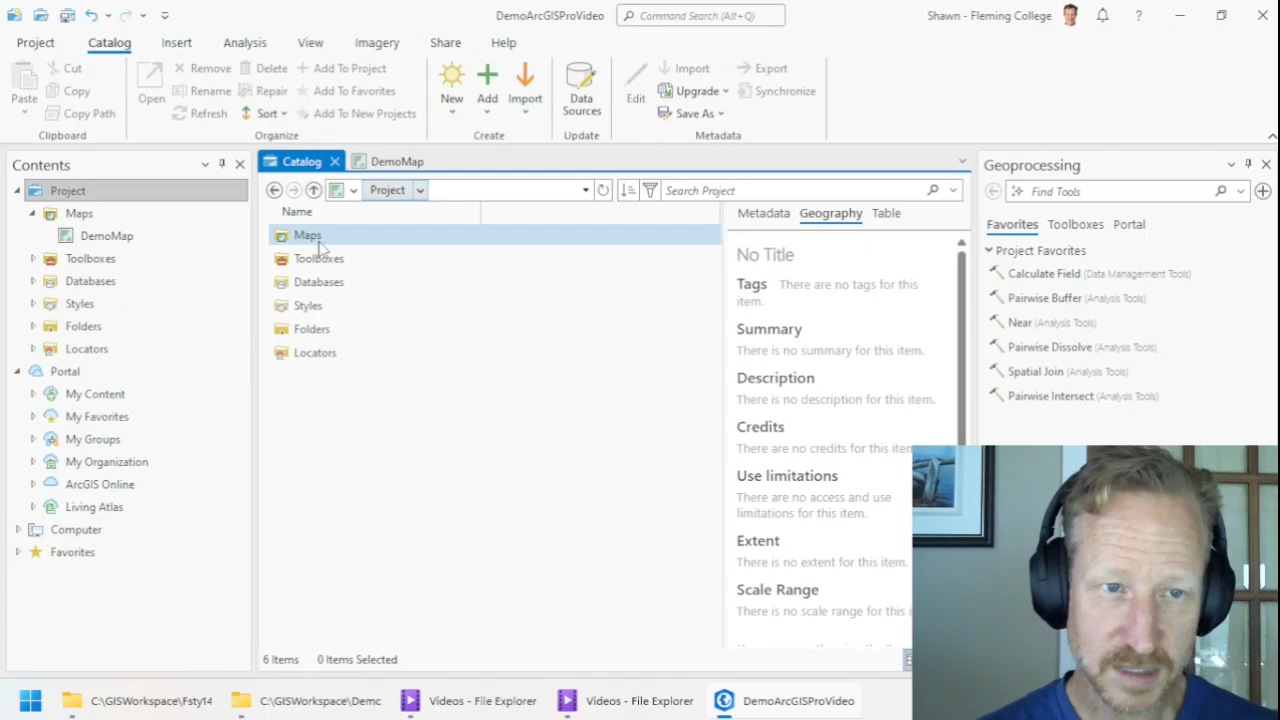 DemoArcGISProVideo
Command Search (Alt+Q)
Shawn - Fleming College
?
Project
Catalog
Insert
Analysis
View
Imagery
Share
Help
Paste
Cut
Copy
Copy Path
Clipboard
Open
Remove
Rename
Refresh
Delete
Repair
Sort
Add To Project
Add To Favorites
Add To New Projects
Organize
New
Add
Import
Create
Data
Sources
Update
Edit
Import
Upgrade
Save As
Export
Synchronize
Metadata
Contents
Project
Maps
DemoMap
Toolboxes
Databases
Styles
Folders
Locators
Portal
My Content
My Favorites
My Groups
My Organization
ArcGIS Online
Living Atlas
Computer
Favorites
Catalog
DemoMap
Project
Search Project
Name
Maps
Toolboxes
Databases
Styles
Folders
Locators
6 Items
0 Items Selected
Metadata
Geography
Table
No Title
Tags There are no tags for this
item.
Summary
There is no summary for this item.
Description
There is no description for this item.
Credits
There are no credits for this item.
Use limitations
There are no access and use
limitations for this item.
Extent
There is no extent for this item.
Scale Range
There is no scale range for this
Geoprocessing
Find Tools
Favorites
Toolboxes
Portal
Project Favorites
Calculate Field (Data Management Tools)
Pairwise Buffer (Analysis Tools)
Near (Analysis Tools)
Pairwise Dissolve (Analysis Tools)
Spatial Join (Analysis Tools)
Pairwise Intersect (Analysis Tools)
C:\GISWorkspace\Fsty14
C:\GISWorkspace\Demc
Videos - File Explorer
Videos - File Explorer
DemoArcGISProVideo